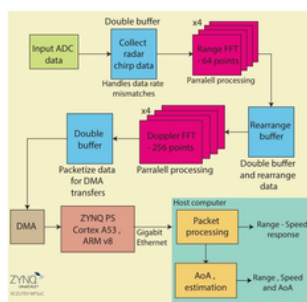 Double buffer
x4
Input ADC
data
Collect
radar
chirp data
Range FFT
- 64 points
Handles data rate
mismatches
Parralell processing
x4
Double
buffer
Doppler FFT
- 256 points
Rearrange
buffer
Packetize
data for DMA
transfers
Parralell processing
Double buffer
and rearrange
data
Host computer
DMA
ZYNQ PS
Cortex A53 ,
ARM v8
Gigabit
Ethernet
Packet
processing
Range - Speed
response
ZYNQ
AoA ,
estimation
Range, Speed
and AoA